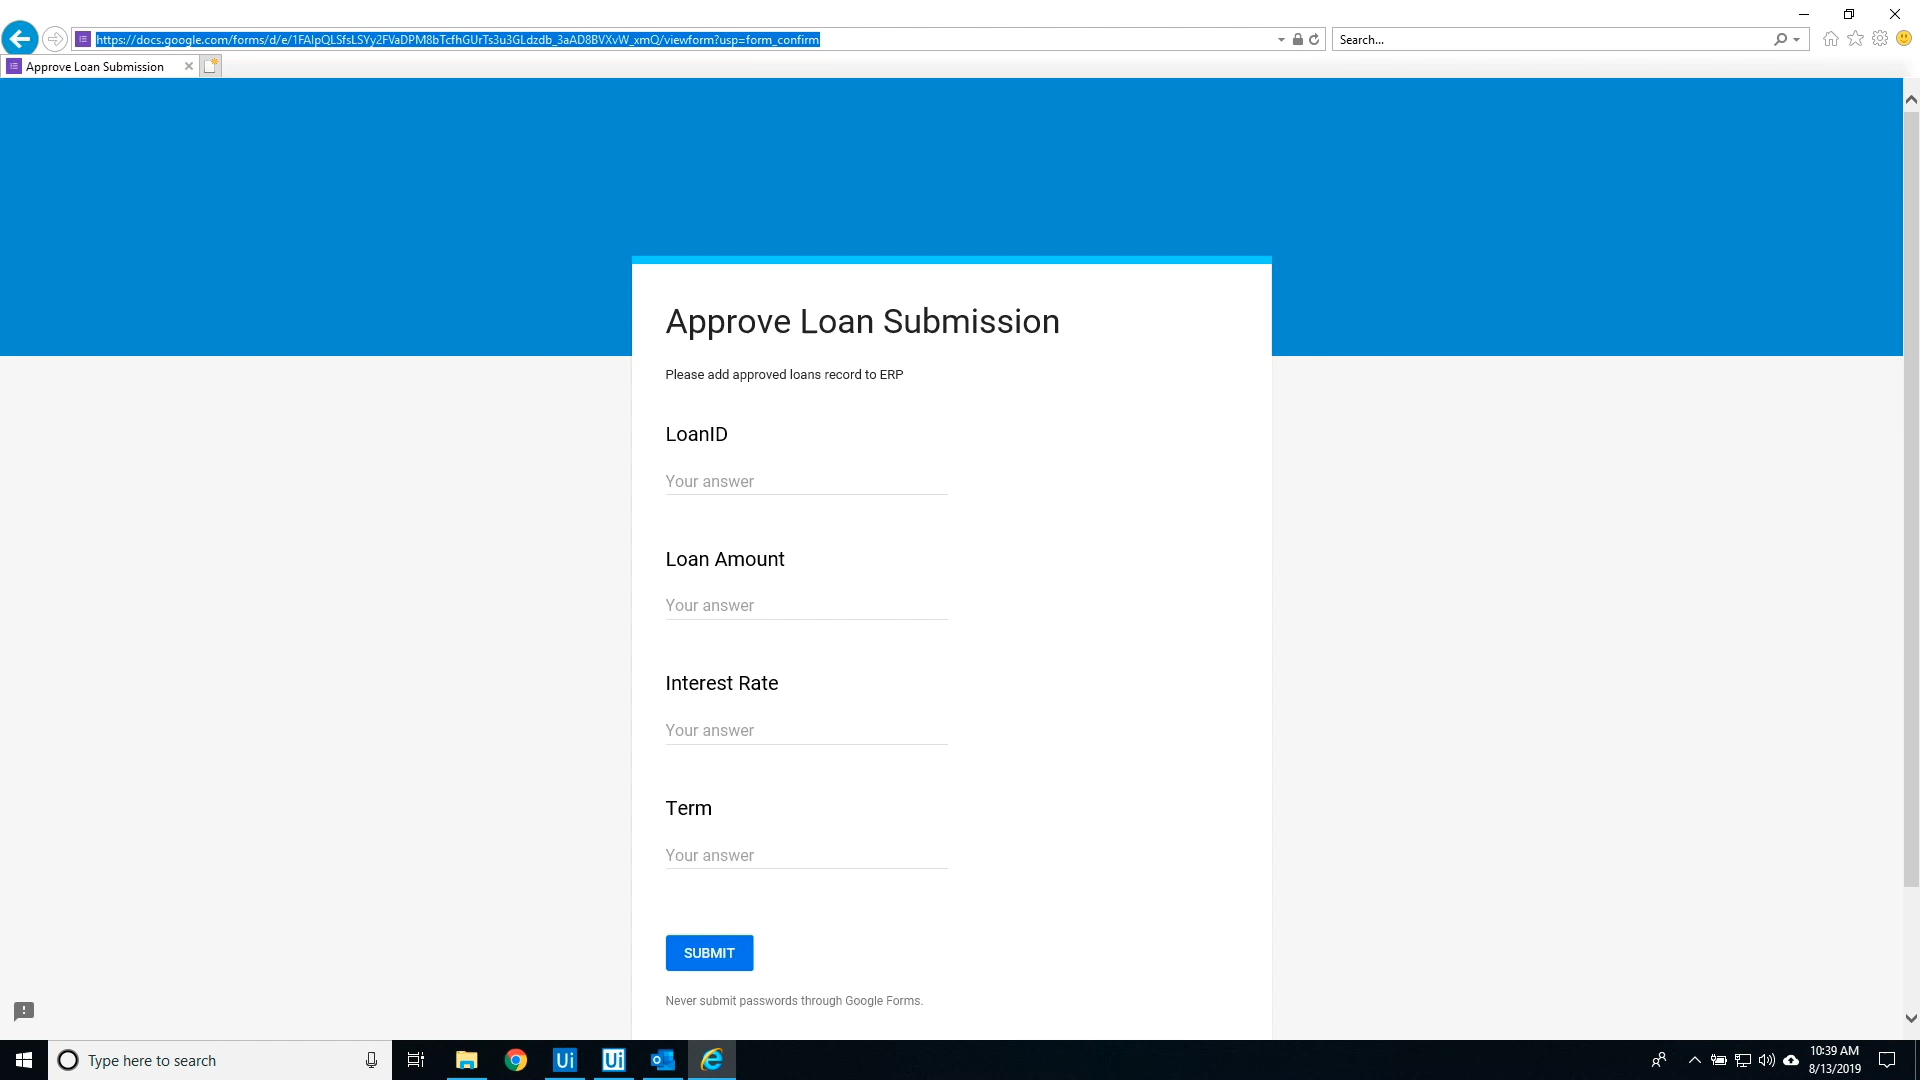 https://docs.google.com/forms/d/e/1FAIpQLSfsLSYy2FVaDPM8bTcfhGUrTs3u3GLdzdb_3aAD8BVXvW_xmQ/viewform?usp=form_confirm
Search...
Approve Loan Submission
Approve Loan Submission
Please add approved loans record to ERP
LoanID
Your answer
Loan Amount
Your answer
Interest Rate
Your answer
Term
Your answer
SUBMIT
Never submit passwords through Google Forms.
Type here to search
Ui
Ui
10:39 AM
8/13/2019